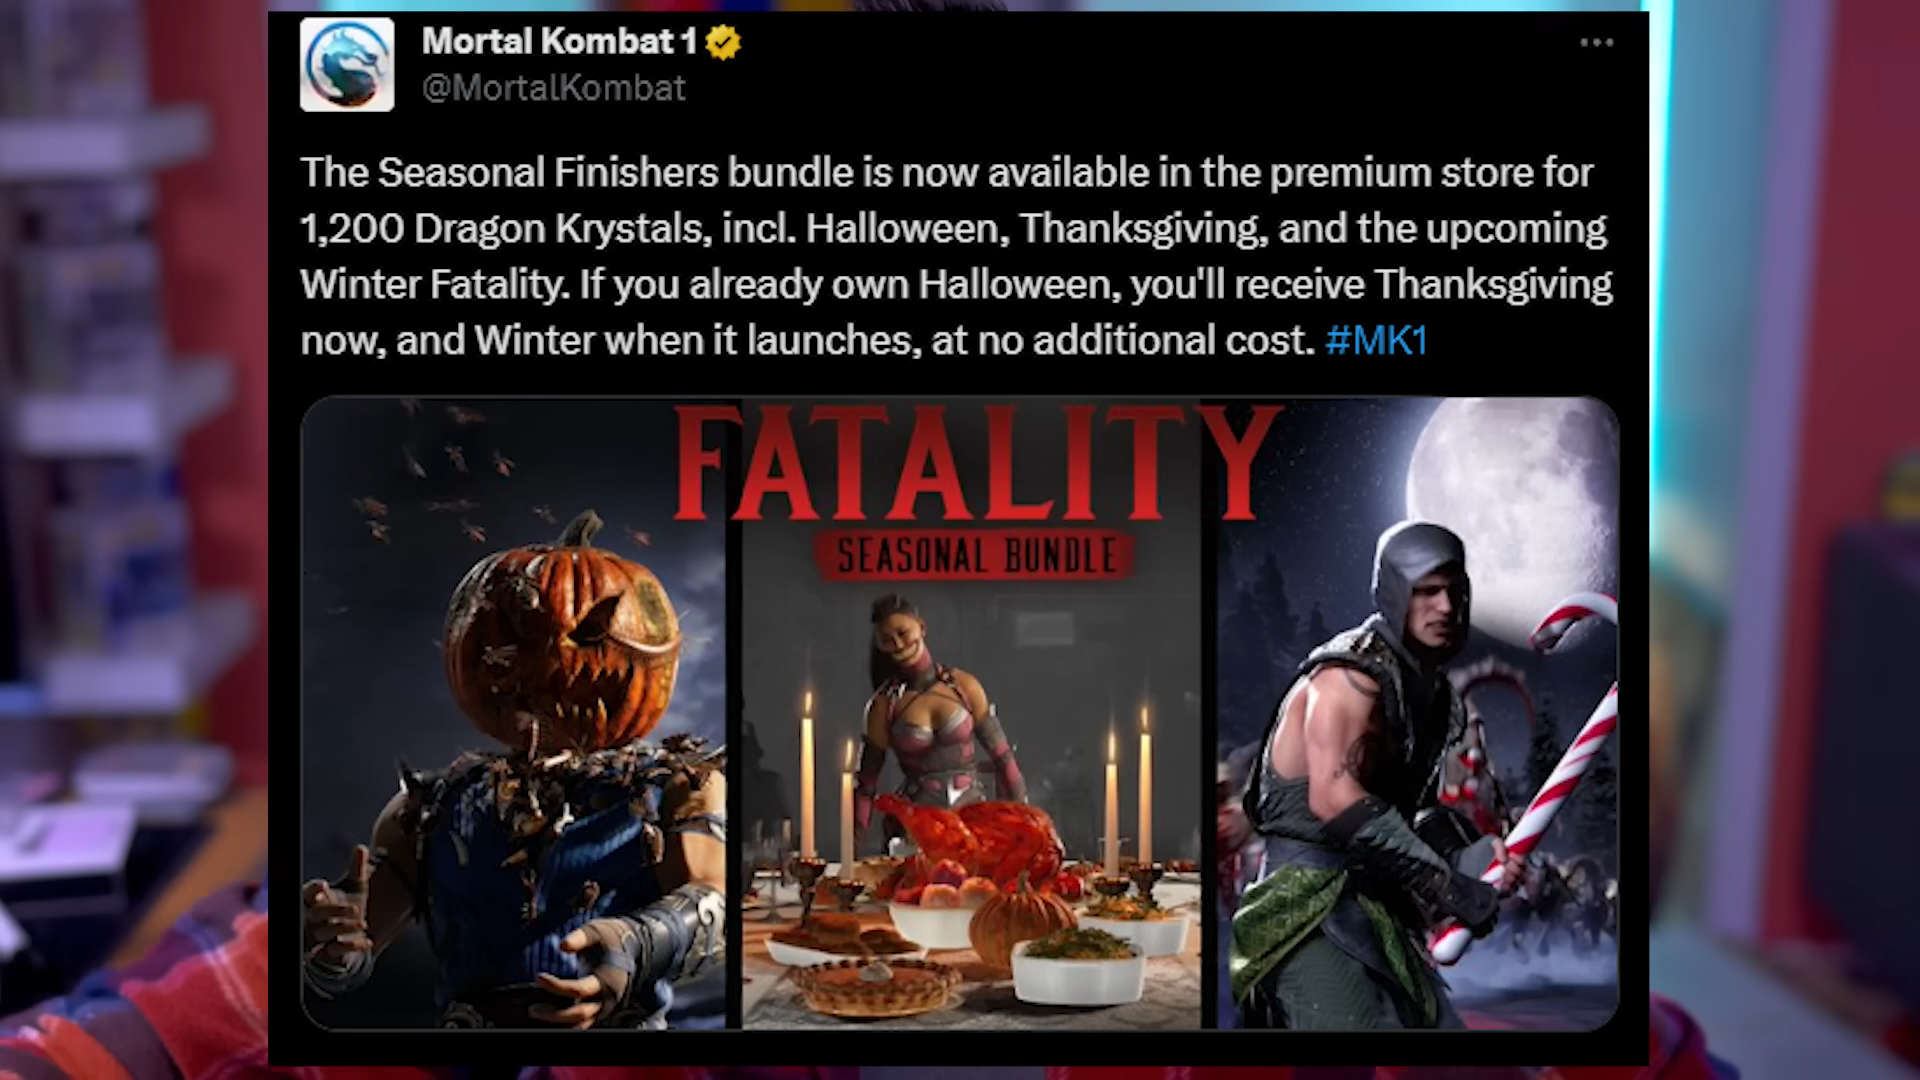 Mortal Kombat 1
@MortalKombat
The Seasonal Finishers bundle is now available in the premium store for
1,200 Dragon Krystals, incl. Halloween, Thanksgiving, and the upcoming
Winter Fatality. If you already own Halloween, you'll receive Thanksgiving
now, and Winter when it launches, at no additional cost. #MK1
FATALITY
SEASONAL BUNDLE